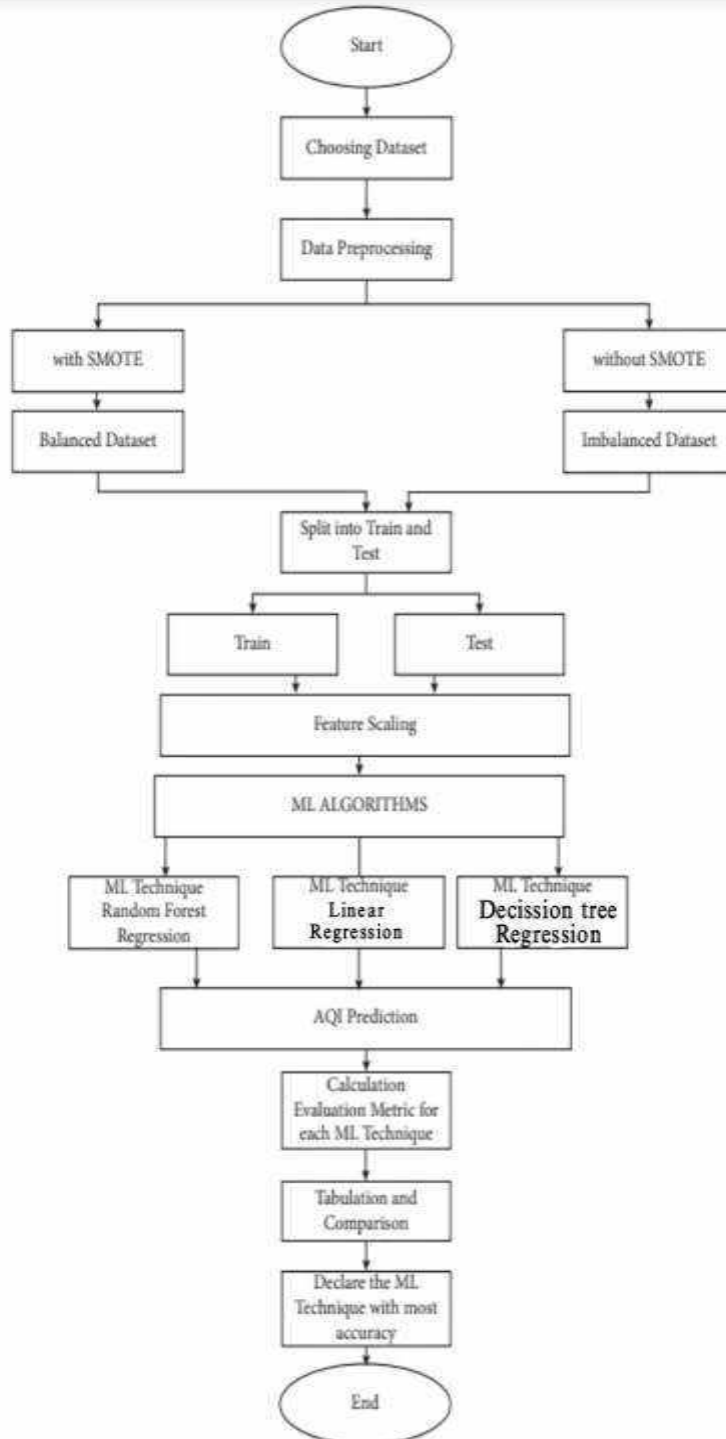 Start
Choosing Dataset
Data Preprocessing
with SMOTE
without SMOTE
Balanced Dataset
Imbalanced Dataset
Split into Train and
Test
Train
Test
Feature Scaling
ML ALGORITHMS
ML Technique
Random Forest
Regression
ML Technique
Linear
Regression
ML Technique
Decission tree
Regression
AQI Prediction
Calculation
Evaluation Metric for
each ML Technique
Tabulation and
Comparison
Declare the ML
Technique with most
accuracy
End